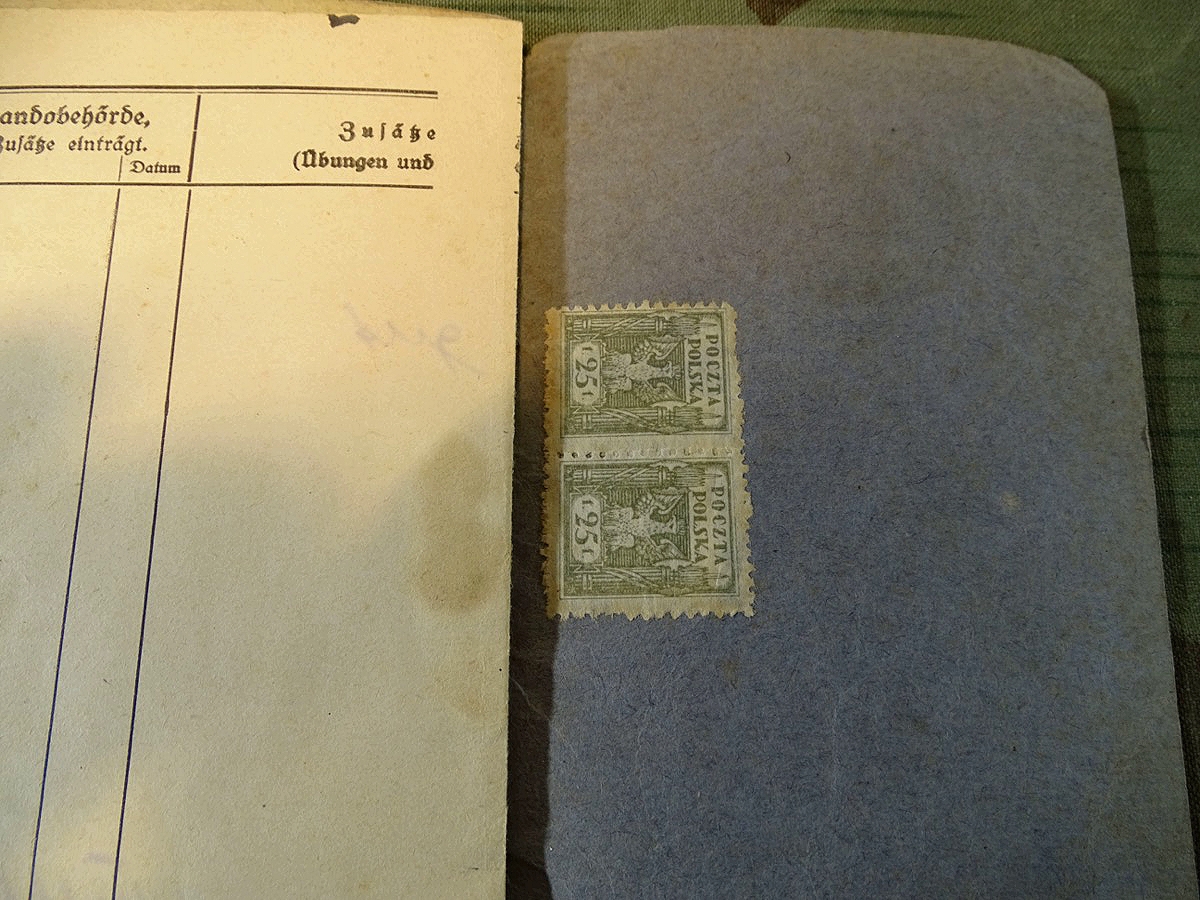 andobehörde,
Zusätze einträgt.
Datum
Zusätze
(Übungen und
POCZTA
POLSKA
25
POCZTA
POLSKA
25